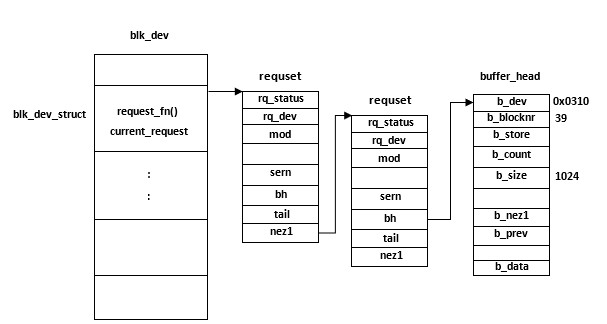 blk_dev
blk_dev_struct
request_fn()
current_request
:
:
requset
rq_status
rq_dev
mod
sern
bh
tail
nez1
requset
rq_status
rq_dev
mod
sern
bh
tail
nez1
buffer_head
b_dev 0x0310
b_blocknr 39
b_store
b_count
b_size 1024
b_nez1
b_prev
b_data